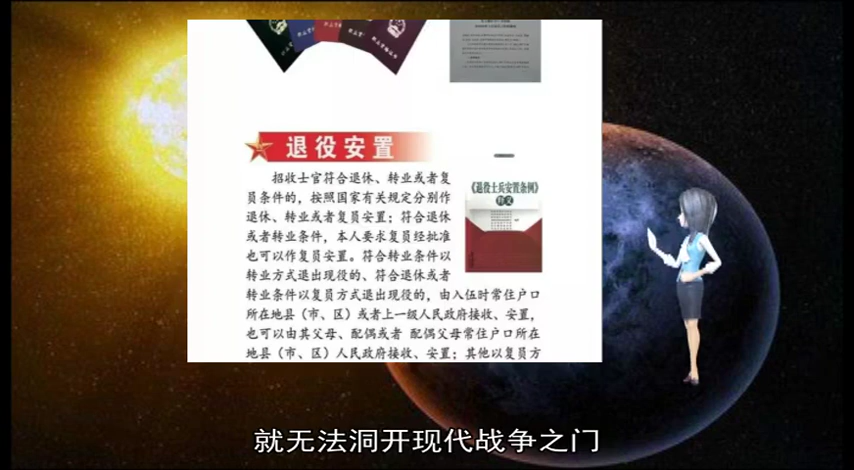 退役安置
招收士官符合退休、转业或者复
员条件的，按照国家有关规定分别作
退休、转业或者复员安置；符合退休
或者转业条件，本人要求复员经批准
也可以作复员安置。符合转业条件以
转业方式退出现役的、符合退休或者
转业条件以复员方式退出现役的，由入伍时常住户口
所在地县（市、区）或者上一级人民政府接收、安置，
也可以由其父母、配偶或者 配偶父母常住户口所在
地县（市、区）人民政府接收、安置；其他以复员方
《退役士兵安置条例》
释义
就无法洞开现代战争之门